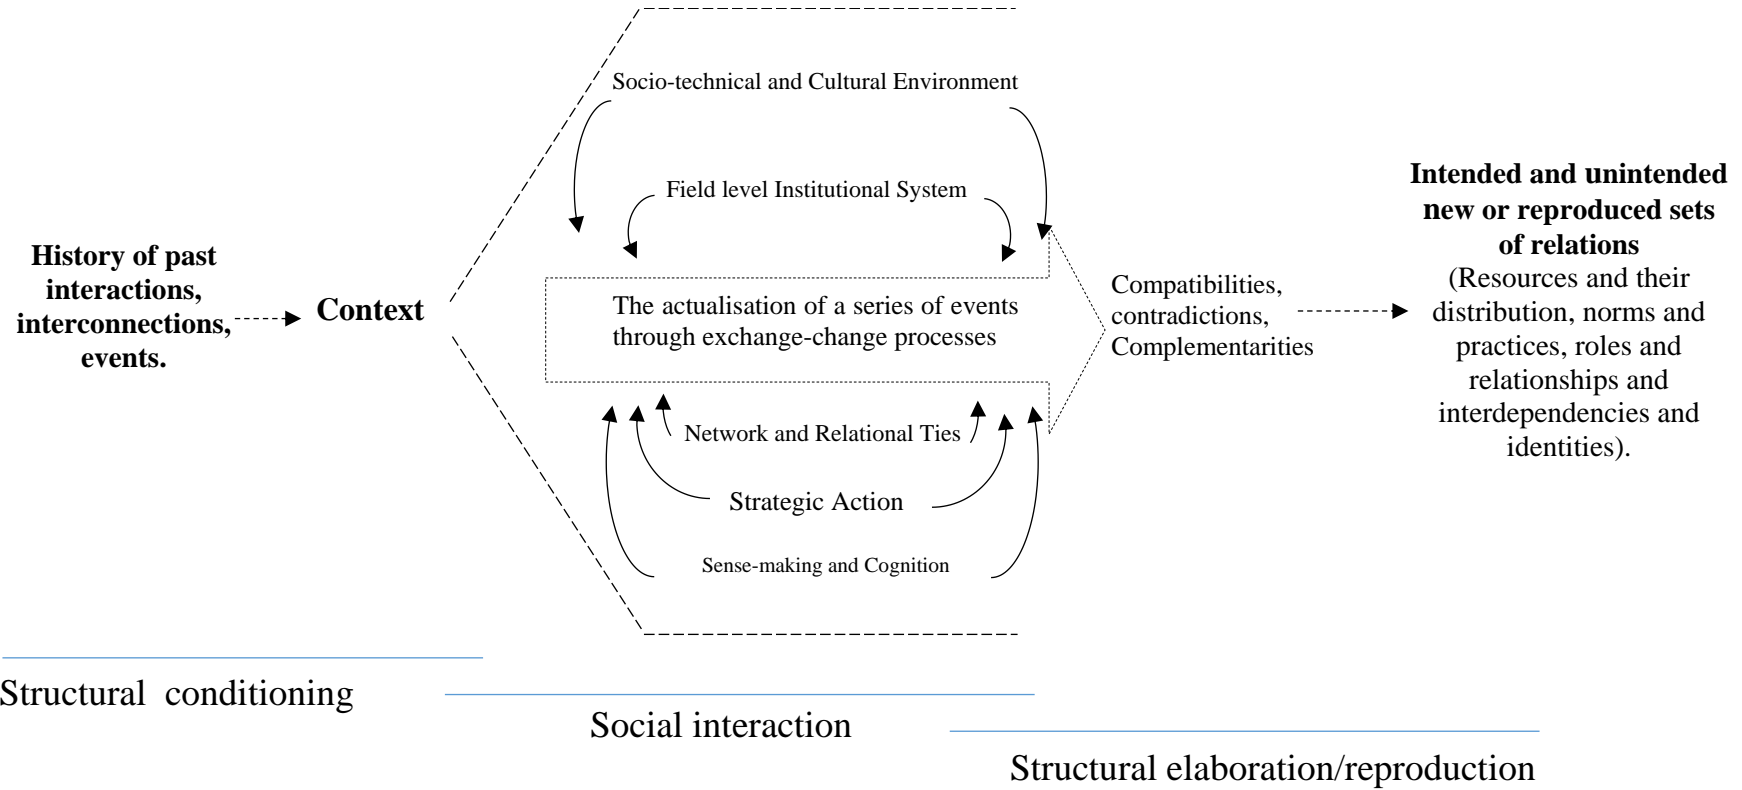 Socio-technical and Cultural Environment
Field level Institutional System
History of past
interactions,
interconnections,
events.
Context
The actualisation of a series of events
through exchange-change processes
Compatibilities,
contradictions,
Complementarities
Intended and unintended
new or reproduced sets
of relations
(Resources and their
distribution, norms and
practices, roles and
relationships and
interdependencies and
identities).
Network and Relational Ties
Strategic Action
Sense-making and Cognition
Structural conditioning
Social interaction
Structural elaboration/reproduction